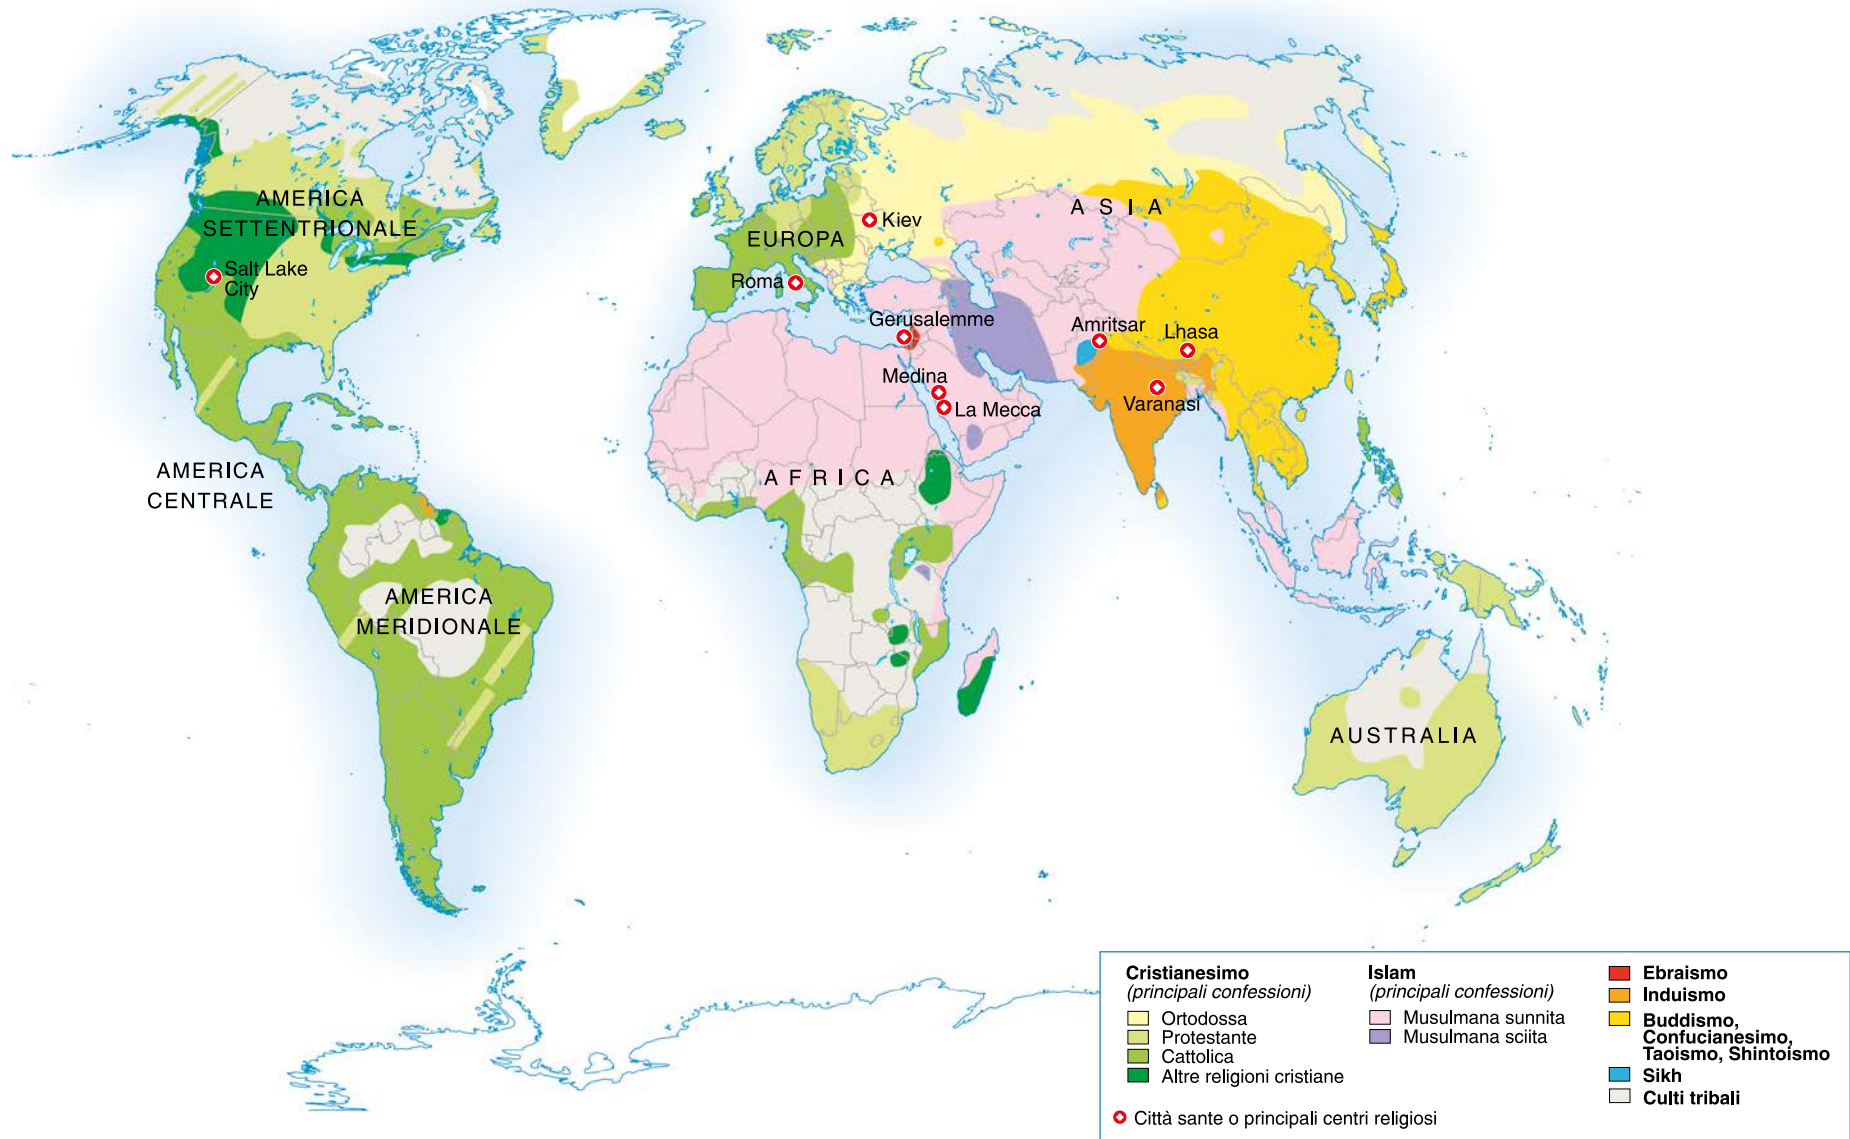 AMERICA
SETTENTRIONALE
Salt Lake
City
AMERICA
CENTRALE
AMERICA
MERIDIONALE
EUROPA
Kiev
Roma
Gerusalemme
Medina
La Mecca
AFRICA
ASIA
Amritsar
Lhasa
Varanasi
AUSTRALIA
Cristianesimo
(principali confessioni)
Ortodossa
Protestante
Cattolica
Altre religioni cristiane
Città sante o principali centri religiosi
Islam
(principali confessioni)
Musulmana sunnita
Musulmana sciita
Ebraismo
Induismo
Buddismo,
Confucianesimo,
Taoismo, Shintoismo
Sikh
Culti tribali